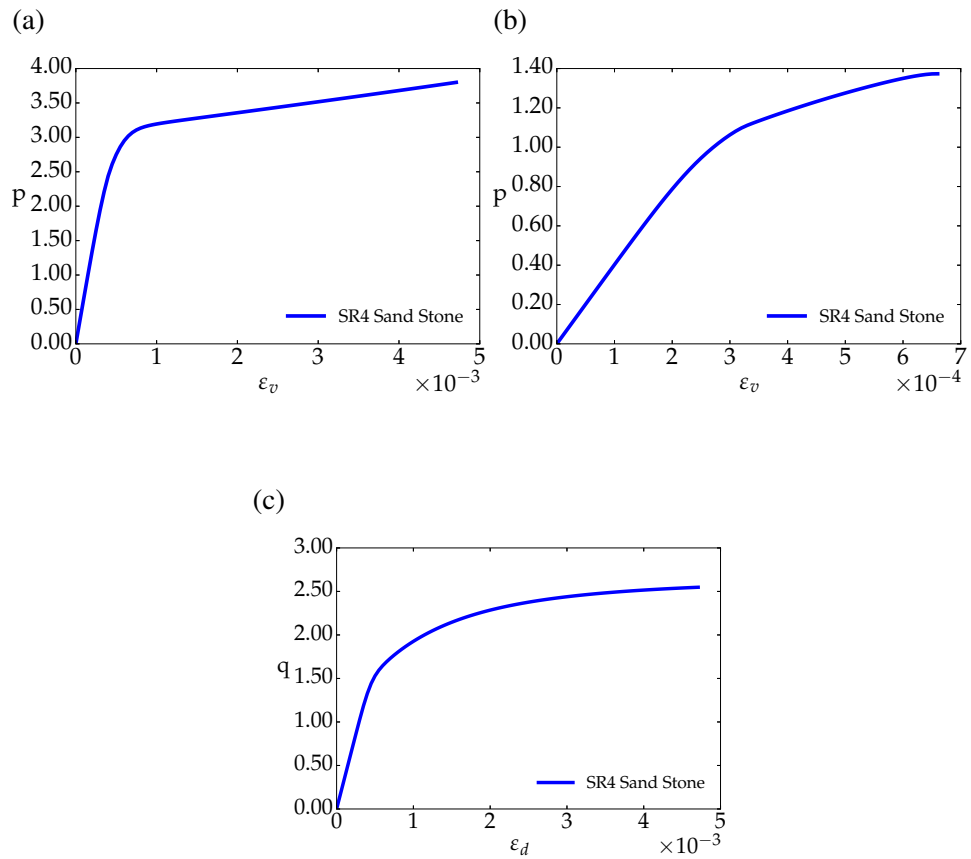 (a)
4.00
3.50
3.00
2.50
p
2.00
1.50
1.00
0.50
0.00
SR4 Sand Stone
0 1 2 3 4 5
ε_v
×10⁻³
(b)
1.40
1.20
1.00
0.80
p
0.60
0.40
0.20
0.00
SR4 Sand Stone
0 1 2 3 4 5 6 7
ε_v
×10⁻⁴
(c)
3.00
2.50
2.00
q
1.50
1.00
0.50
0.00
SR4 Sand Stone
0 1 2 3 4 5
ε_d
×10⁻³